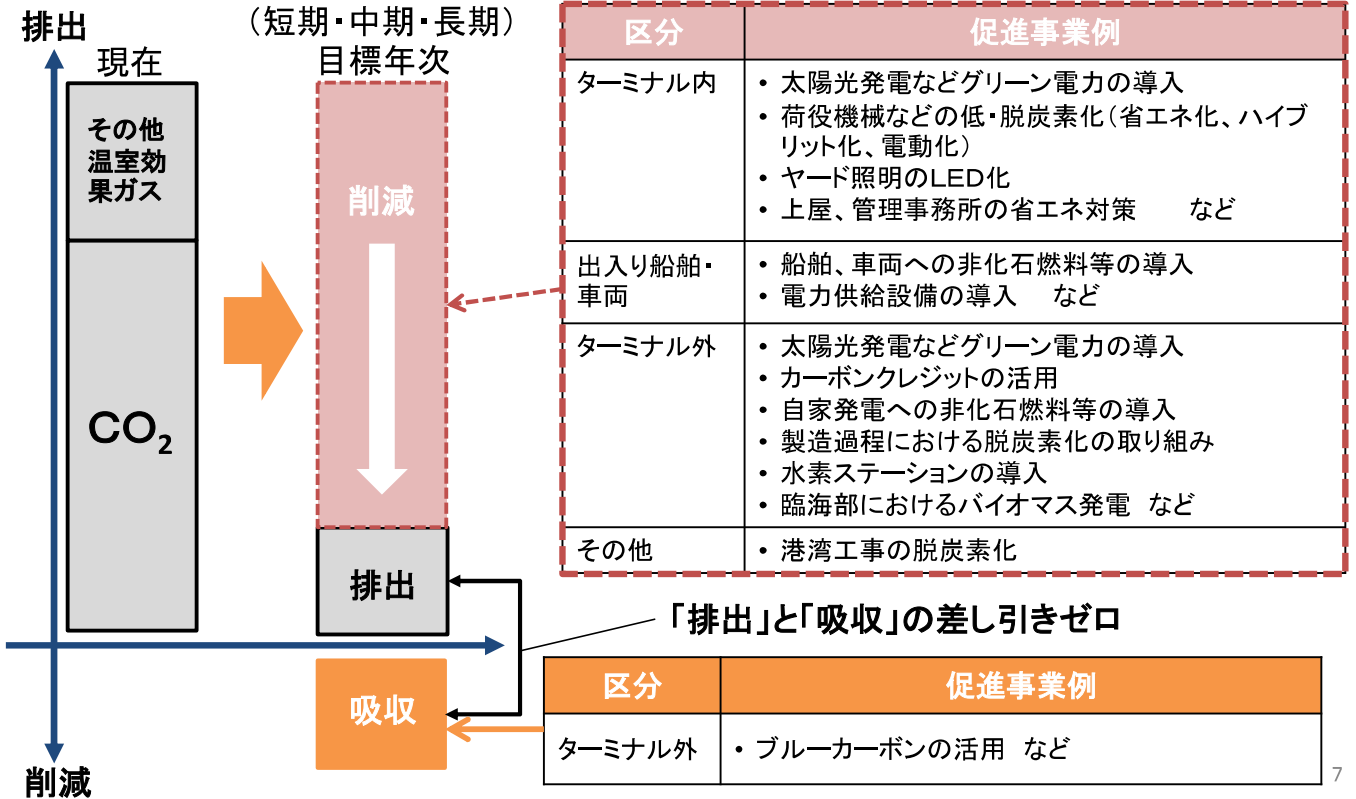 排出
現在
その他
温室効
果ガス
CO2
(短期・中期・長期)
目標年次
削減
排出
吸収
削減
区分 促進事業例
ターミナル内
• 太陽光発電などグリーン電力の導入
• 荷役機械などの低・脱炭素化(省エネ化、ハイブ
リット化、電動化)
• ヤード照明のLED化
• 上屋、管理事務所の省エネ対策 など
出入り船舶・
車両
• 船舶、車両への非化石燃料等の導入
• 電力供給設備の導入 など
ターミナル外
• 太陽光発電などグリーン電力の導入
• カーボンクレジットの活用
• 自家発電への非化石燃料等の導入
• 製造過程における脱炭素化の取り組み
• 水素ステーションの導入
• 臨海部におけるバイオマス発電 など
その他
• 港湾工事の脱炭素化
「排出」と「吸収」の差し引きゼロ
区分 促進事業例
ターミナル外
• ブルーカーボンの活用 など
7